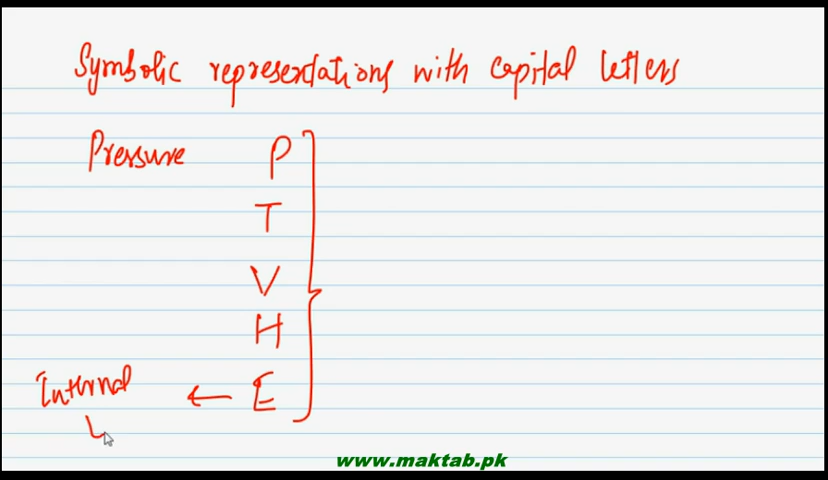 Symbolic representations with capital letters
Pressure P
T
V
H
Internal ← E
www.maktab.pk